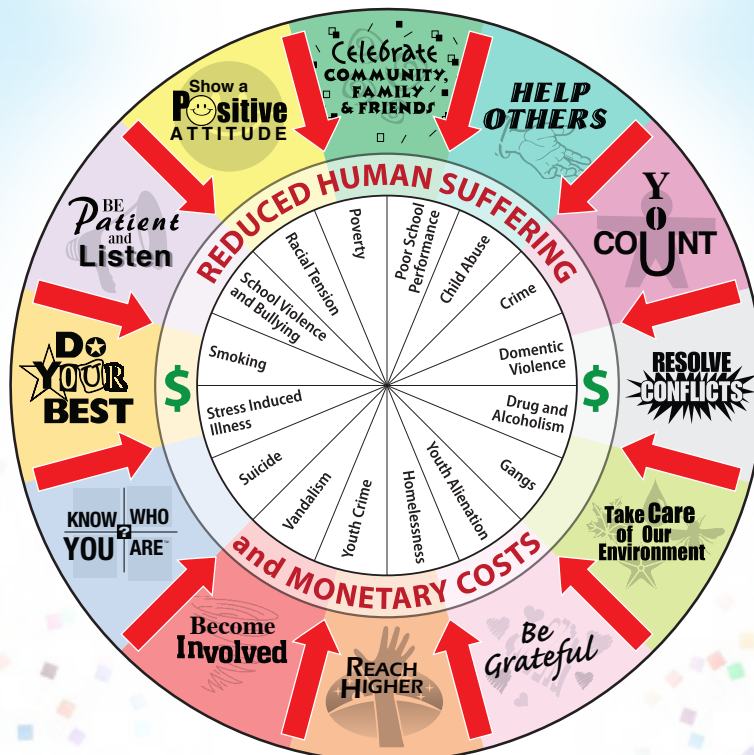 Celebrate
COMMUNITY,
FAMILY
& FRIENDS
HELP
OTHERS
YOU COUNT
RESOLVE
CONFLICTS
Take Care
of Our
Environment
Be
Grateful
REACH
HIGHER
Become
Involved
KNOW WHO
?
YOU ARE™
Do
YOUR
BEST
BE
Patient
and
Listen
Show a
Positive
ATTITUDE
REDUCED HUMAN SUFFERING
$
and MONETARY COSTS
$
Poor School
Performance
Child Abuse
Crime
Domentic
Violence
Drug and
Alcoholism
Gangs
Youth Alienation
Homelessness
Youth Crime
Vandalism
Suicide
Stress Induced
Illness
Smoking
School Violence
and Bullying
Racial Tension
Poverty